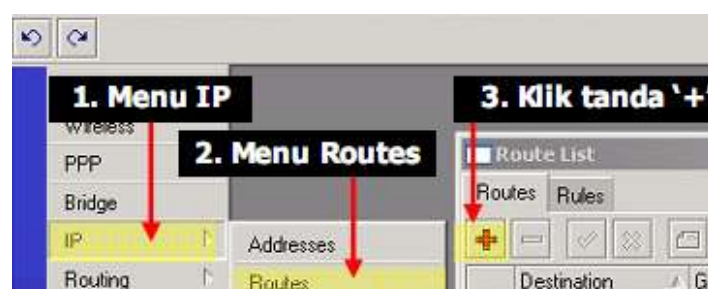 1. Menu IP
3. Klik tanda '+'
Wireless
2. Menu Routes
Route List
PPP
Routes Rules
Bridge
IP
Addresses
Routing
Routes
Destination
G